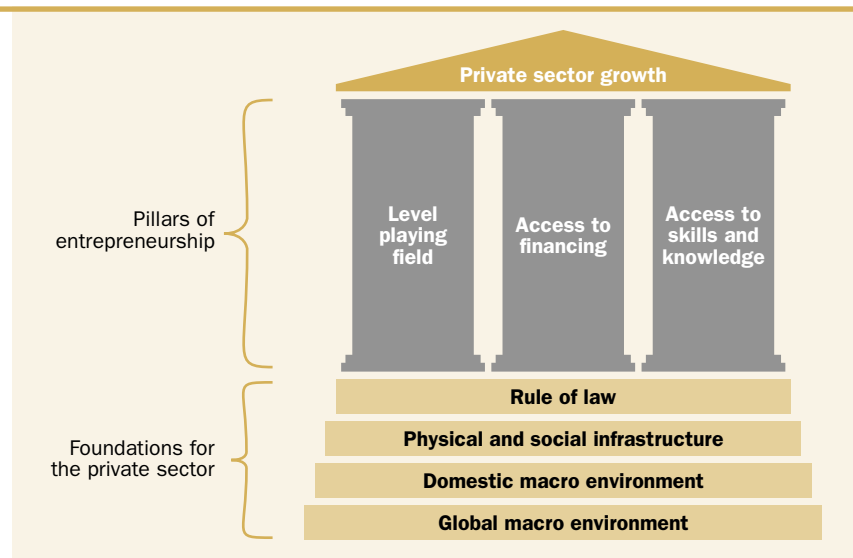 Private sector growth
Pillars of
entrepreneurship
Level
playing
field
Access to
financing
Access to
skills and
knowledge
Foundations for
the private sector
Rule of law
Physical and social infrastructure
Domestic macro environment
Global macro environment